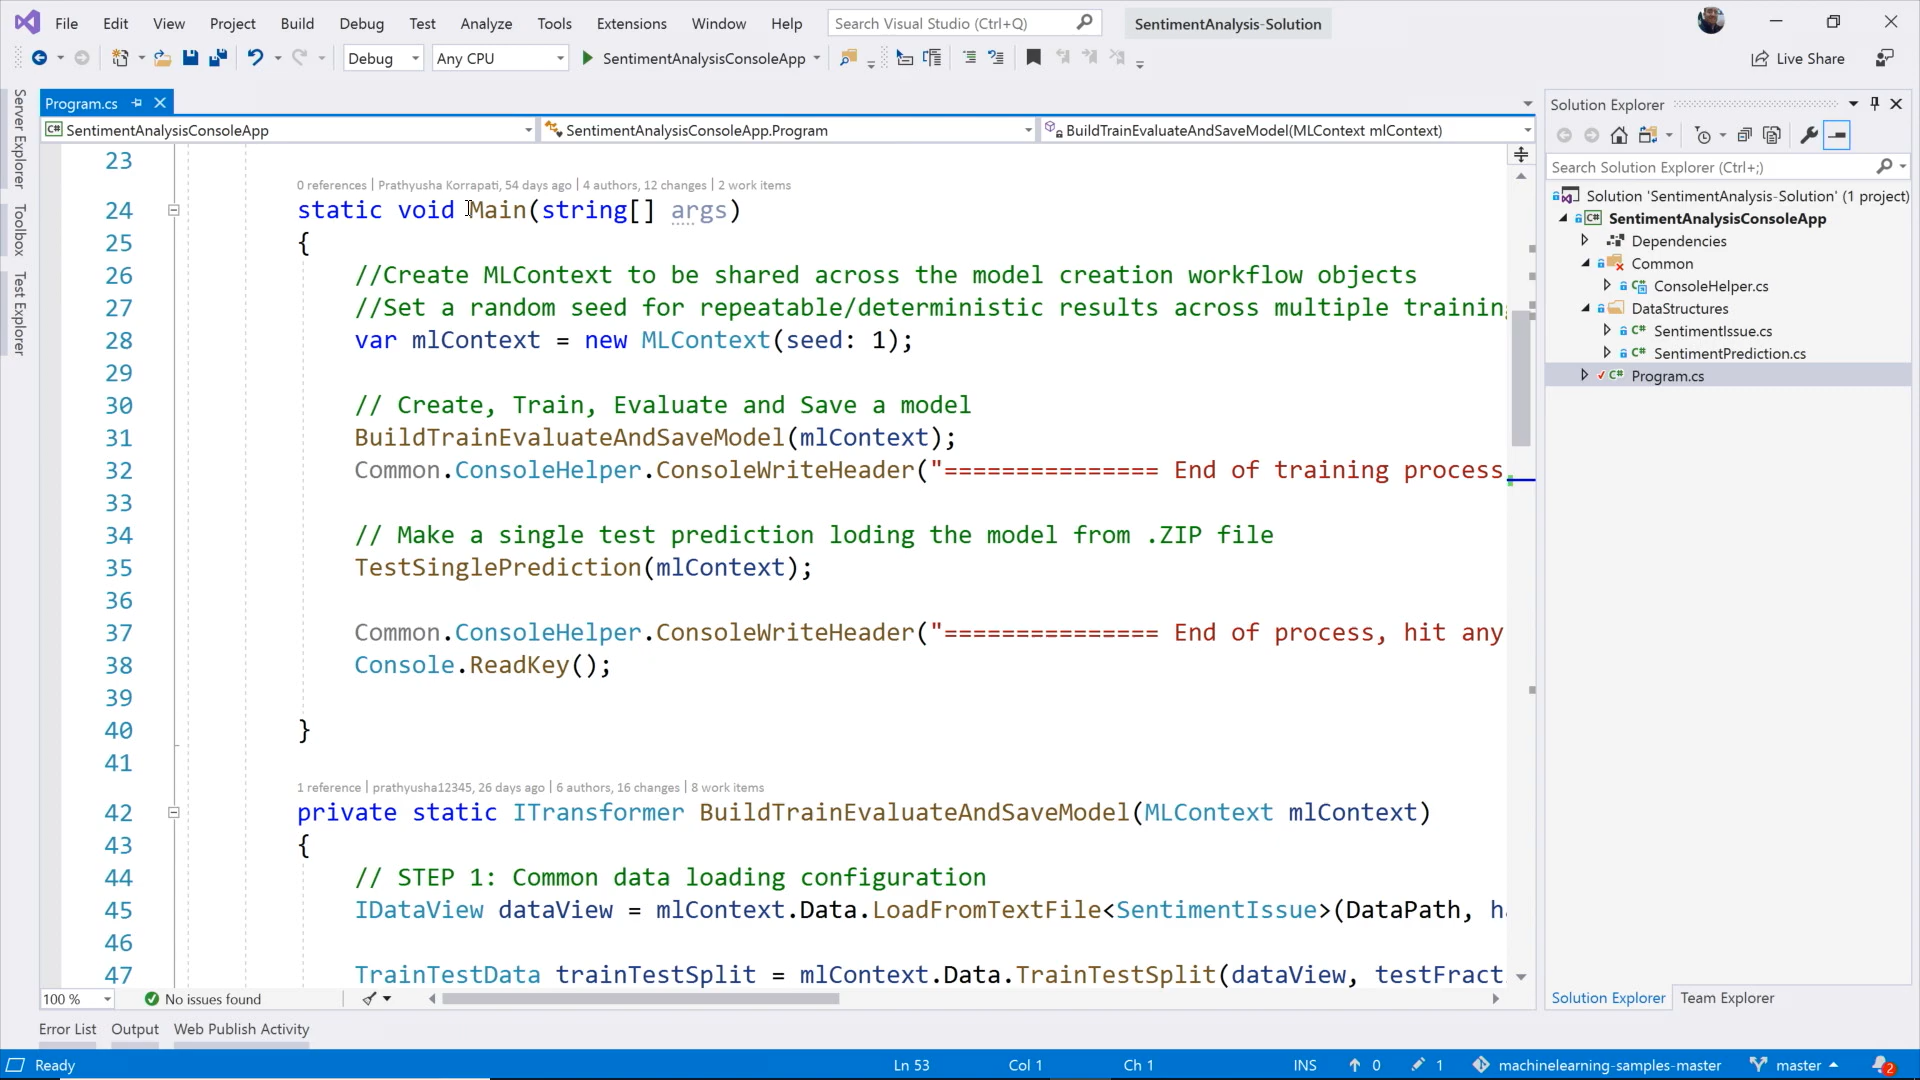 File Edit View Project Build Debug Test Analyze Tools Extensions Window Help Search Visual Studio (Ctrl+Q) SentimentAnalysis-Solution
Debug Any CPU SentimentAnalysisConsoleApp Live Share
Server Explorer
Toolbox
Test Explorer
Program.cs
SentimentAnalysisConsoleApp SentimentAnalysisConsoleApp.Program BuildTrainEvaluateAndSaveModel(MLContext mlContext)
23
0 references | Prathyusha Korrapati, 54 days ago | 4 authors, 12 changes | 2 work items
24 static void Main(string[] args)
25 {
26 //Create MLContext to be shared across the model creation workflow objects
27 //Set a random seed for repeatable/deterministic results across multiple training
28 var mlContext = new MLContext(seed: 1);
29
30 // Create, Train, Evaluate and Save a model
31 BuildTrainEvaluateAndSaveModel(mlContext);
32 Common.ConsoleHelper.ConsoleWriteHeader("=============== End of training process
33
34 // Make a single test prediction loding the model from .ZIP file
35 TestSinglePrediction(mlContext);
36
37 Common.ConsoleHelper.ConsoleWriteHeader("=============== End of process, hit any
38 Console.ReadKey();
39
40 }
41
1 reference | prathyusha12345, 26 days ago | 6 authors, 16 changes | 8 work items
42 private static ITransformer BuildTrainEvaluateAndSaveModel(MLContext mlContext)
43 {
44 // STEP 1: Common data loading configuration
45 IDataView dataView = mlContext.Data.LoadFromTextFile<SentimentIssue>(DataPath, ha
46
47 TrainTestData trainTestSplit = mlContext.Data.TrainTestSplit(dataView, testFract
100 % No issues found
Solution Explorer
Search Solution Explorer (Ctrl+;)
Solution 'SentimentAnalysis-Solution' (1 project)
SentimentAnalysisConsoleApp
Dependencies
Common
ConsoleHelper.cs
DataStructures
SentimentIssue.cs
SentimentPrediction.cs
Program.cs
Solution Explorer Team Explorer
Error List Output Web Publish Activity
Ready Ln 53 Col 1 Ch 1 INS 0 1 machinelearning-samples-master master 2